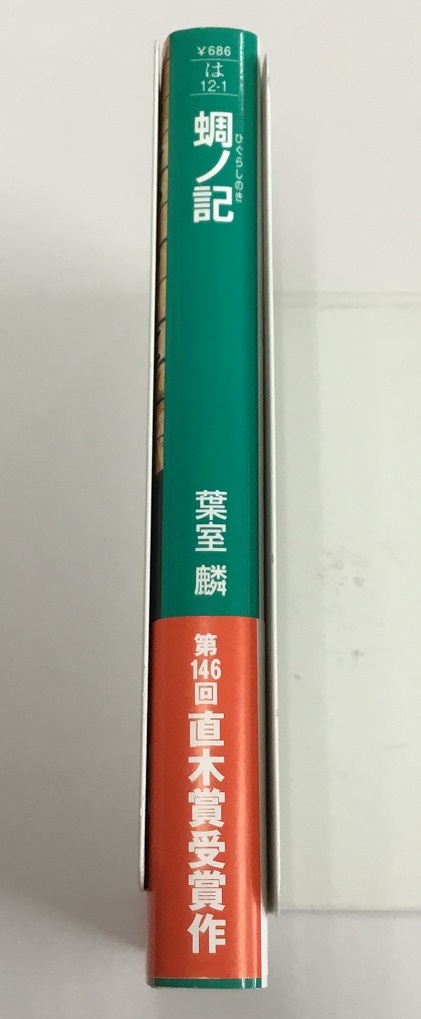 ¥686
は
12-1
蜩ノ記
ひぐらしのき
葉室 麟
第146回 直木賞受賞作